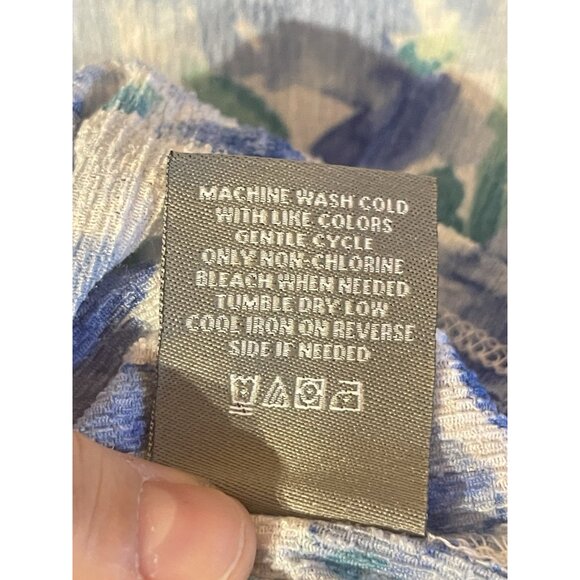 MACHINE WASH COLD
WITH LIKE COLORS
GENTLE CYCLE
ONLY NON-CHLORINE
BLEACH WHEN NEEDED
TUMBLE DRY LOW
COOL IRON ON REVERSE
SIDE IF NEEDED